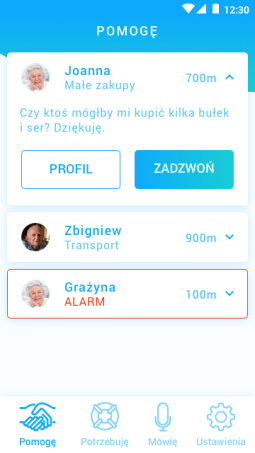 12:30
POMOGĘ
Joanna
Małe zakupy
700m
Czy ktoś mógłby mi kupić kilka bułek
i ser? Dziękuję.
PROFIL
ZADZWOŃ
Zbigniew
Transport
900m
Grażyna
ALARM
100m
Pomogę
Potrzebuję
Mówię
Ustawienia